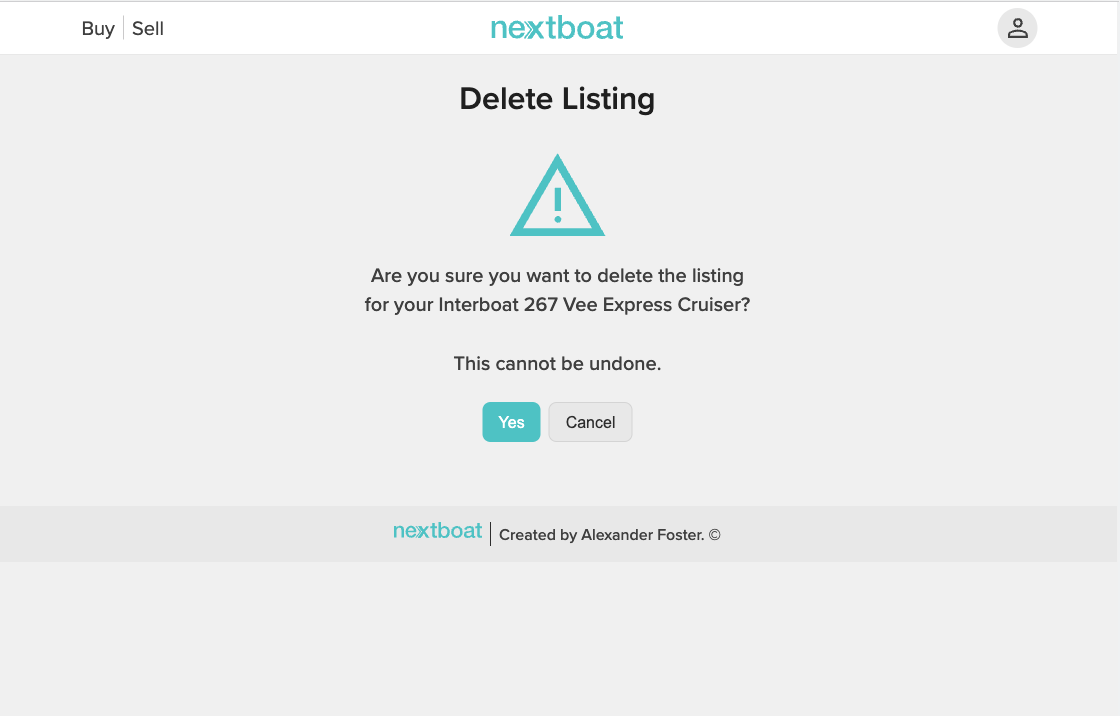 Buy Sell
nextboat
Delete Listing
Are you sure you want to delete the listing
for your Interboat 267 Vee Express Cruiser?
This cannot be undone.
Yes Cancel
nextboat Created by Alexander Foster. ©